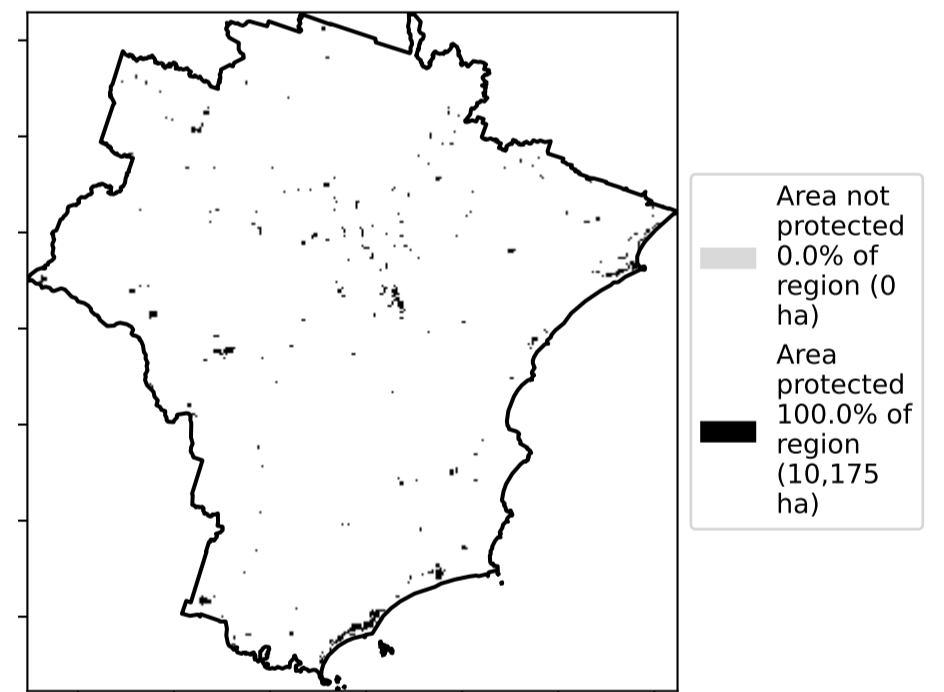 Area not
protected
0.0% of
region (0
ha)
Area
protected
100.0% of
region
(10,175
ha)